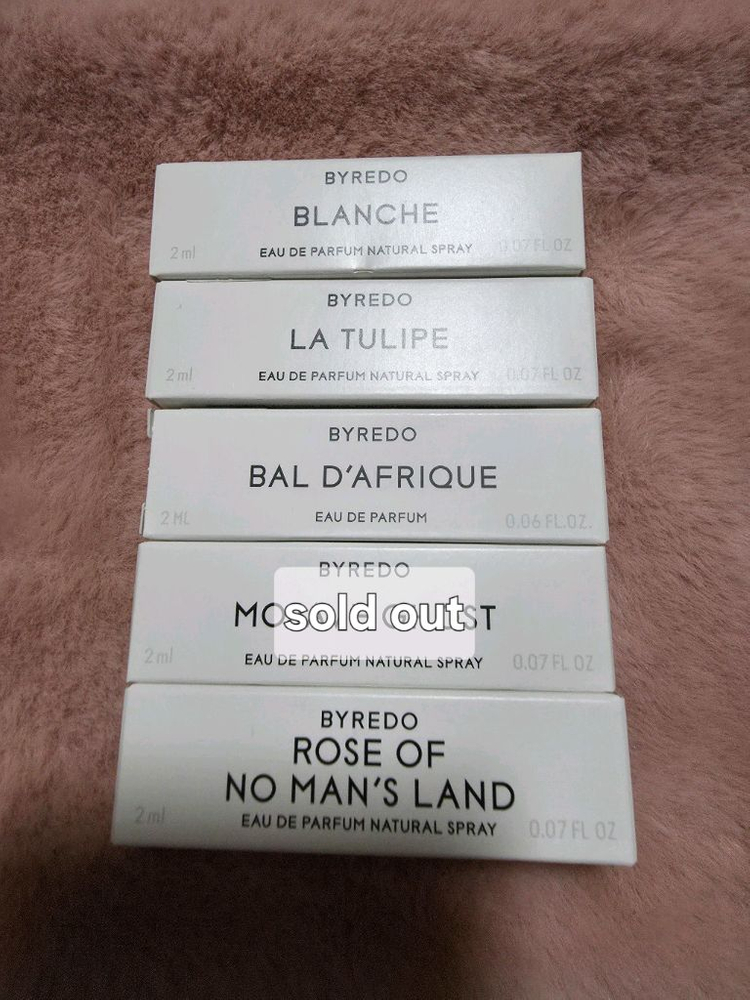 BYREDO
BLANCHE
2 ml EAU DE PARFUM NATURAL SPRAY 0.07 FL OZ
BYREDO
LA TULIPE
2 ml EAU DE PARFUM NATURAL SPRAY 0.07 FL OZ
BYREDO
BAL D'AFRIQUE
2 ML EAU DE PARFUM 0.06 FL.OZ.
BYREDO
sold out
2 ml EAU DE PARFUM NATURAL SPRAY 0.07 FL OZ
BYREDO
ROSE OF
NO MAN'S LAND
2 ml EAU DE PARFUM NATURAL SPRAY 0.07 FL OZ